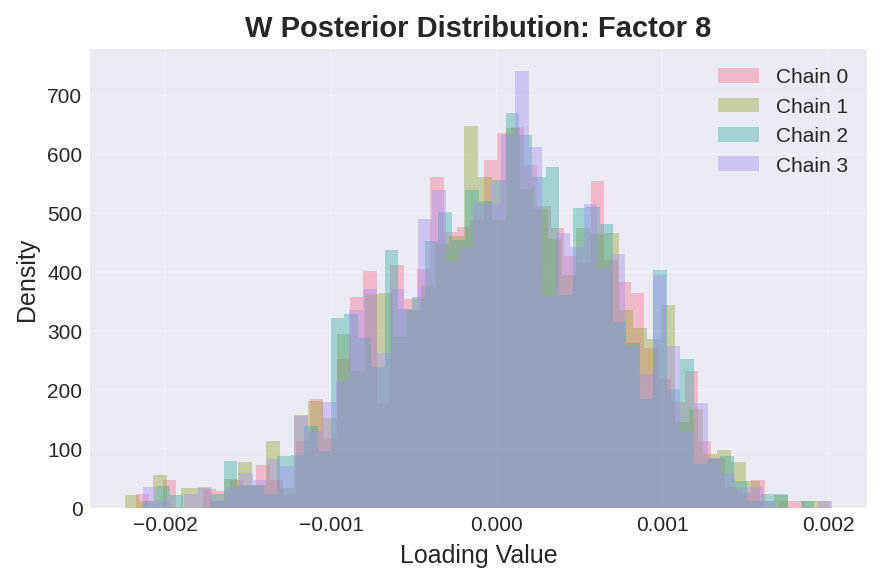 W Posterior Distribution: Factor 8
Chain 0
Chain 1
Chain 2
Chain 3
Density
700
600
500
400
300
200
100
0
−0.002
−0.001
0.000
0.001
0.002
Loading Value